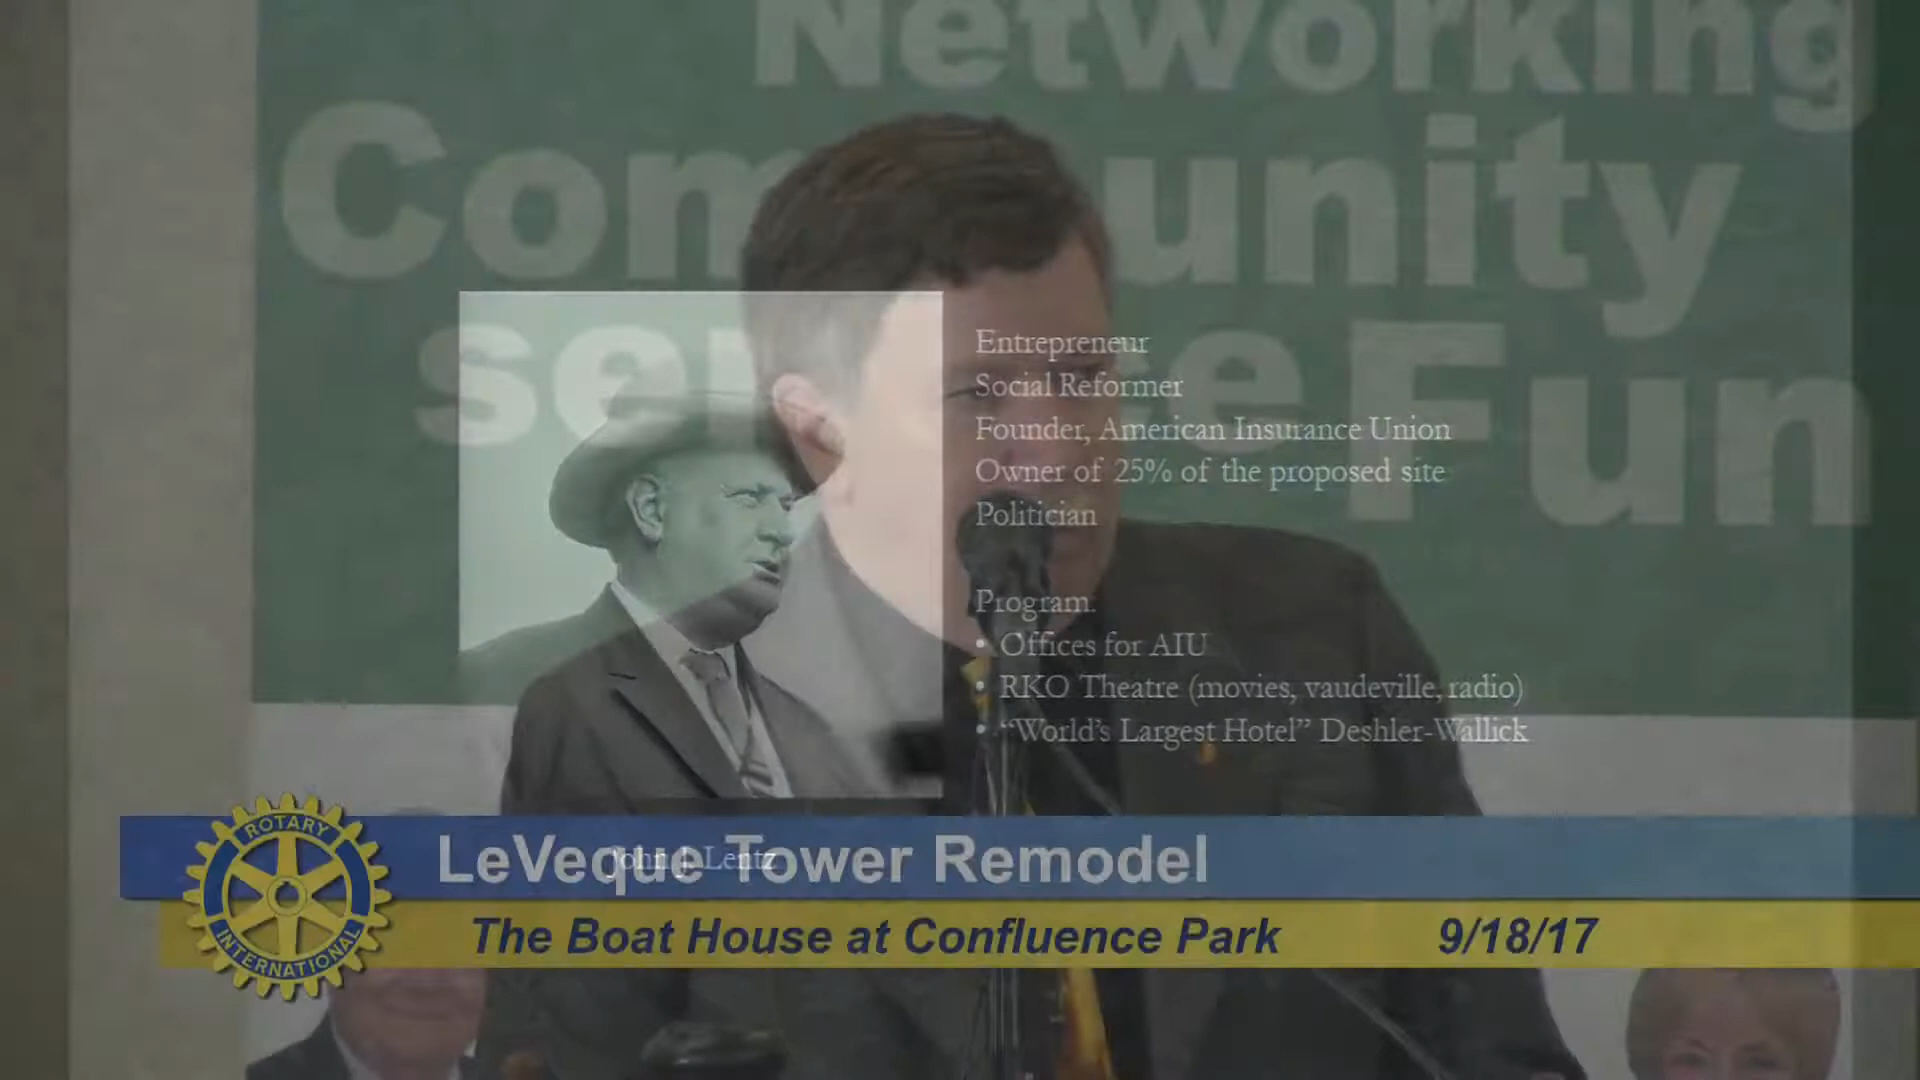 Networking
Community
service Fun
Entrepreneur
Social Reformer
Founder, American Insurance Union
Owner of 25% of the proposed site
Politician
Program:
• Offices for AIU
• RKO Theatre (movies, vaudeville, radio)
• “World’s Largest Hotel” Deshler-Wallick
John J. Lentz
LeVeque Tower Remodel
The Boat House at Confluence Park 9/18/17
ROTARY
INTERNATIONAL